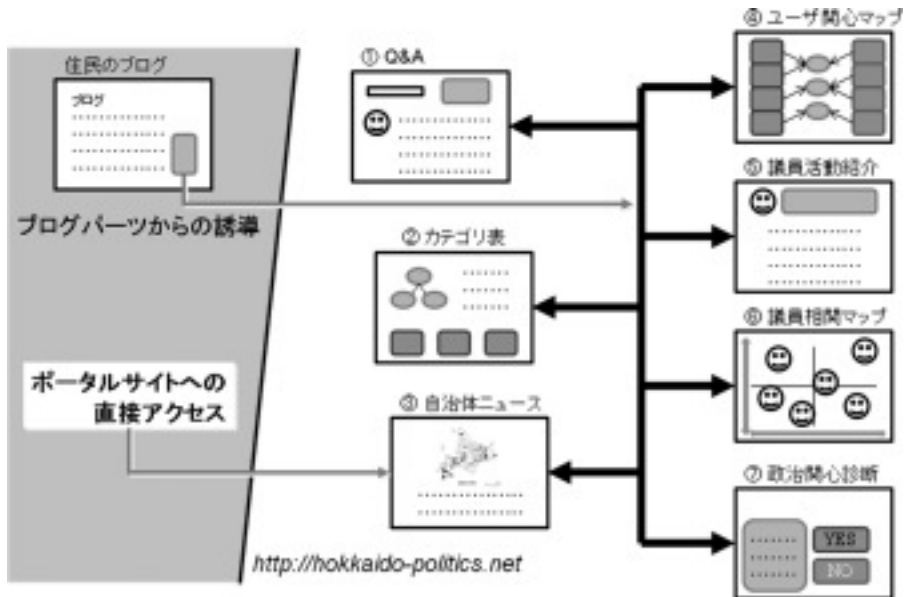 住民のブログ
ブログ
ブログパーツからの誘導
ポータルサイトへの
直接アクセス
① Q&A
② カテゴリ表
③ 自治体ニュース
http://hokkaido-politics.net
④ ユーザ関心マップ
⑤ 議員活動紹介
⑥ 議員相関マップ
⑦ 政治関心診断
YES
NO